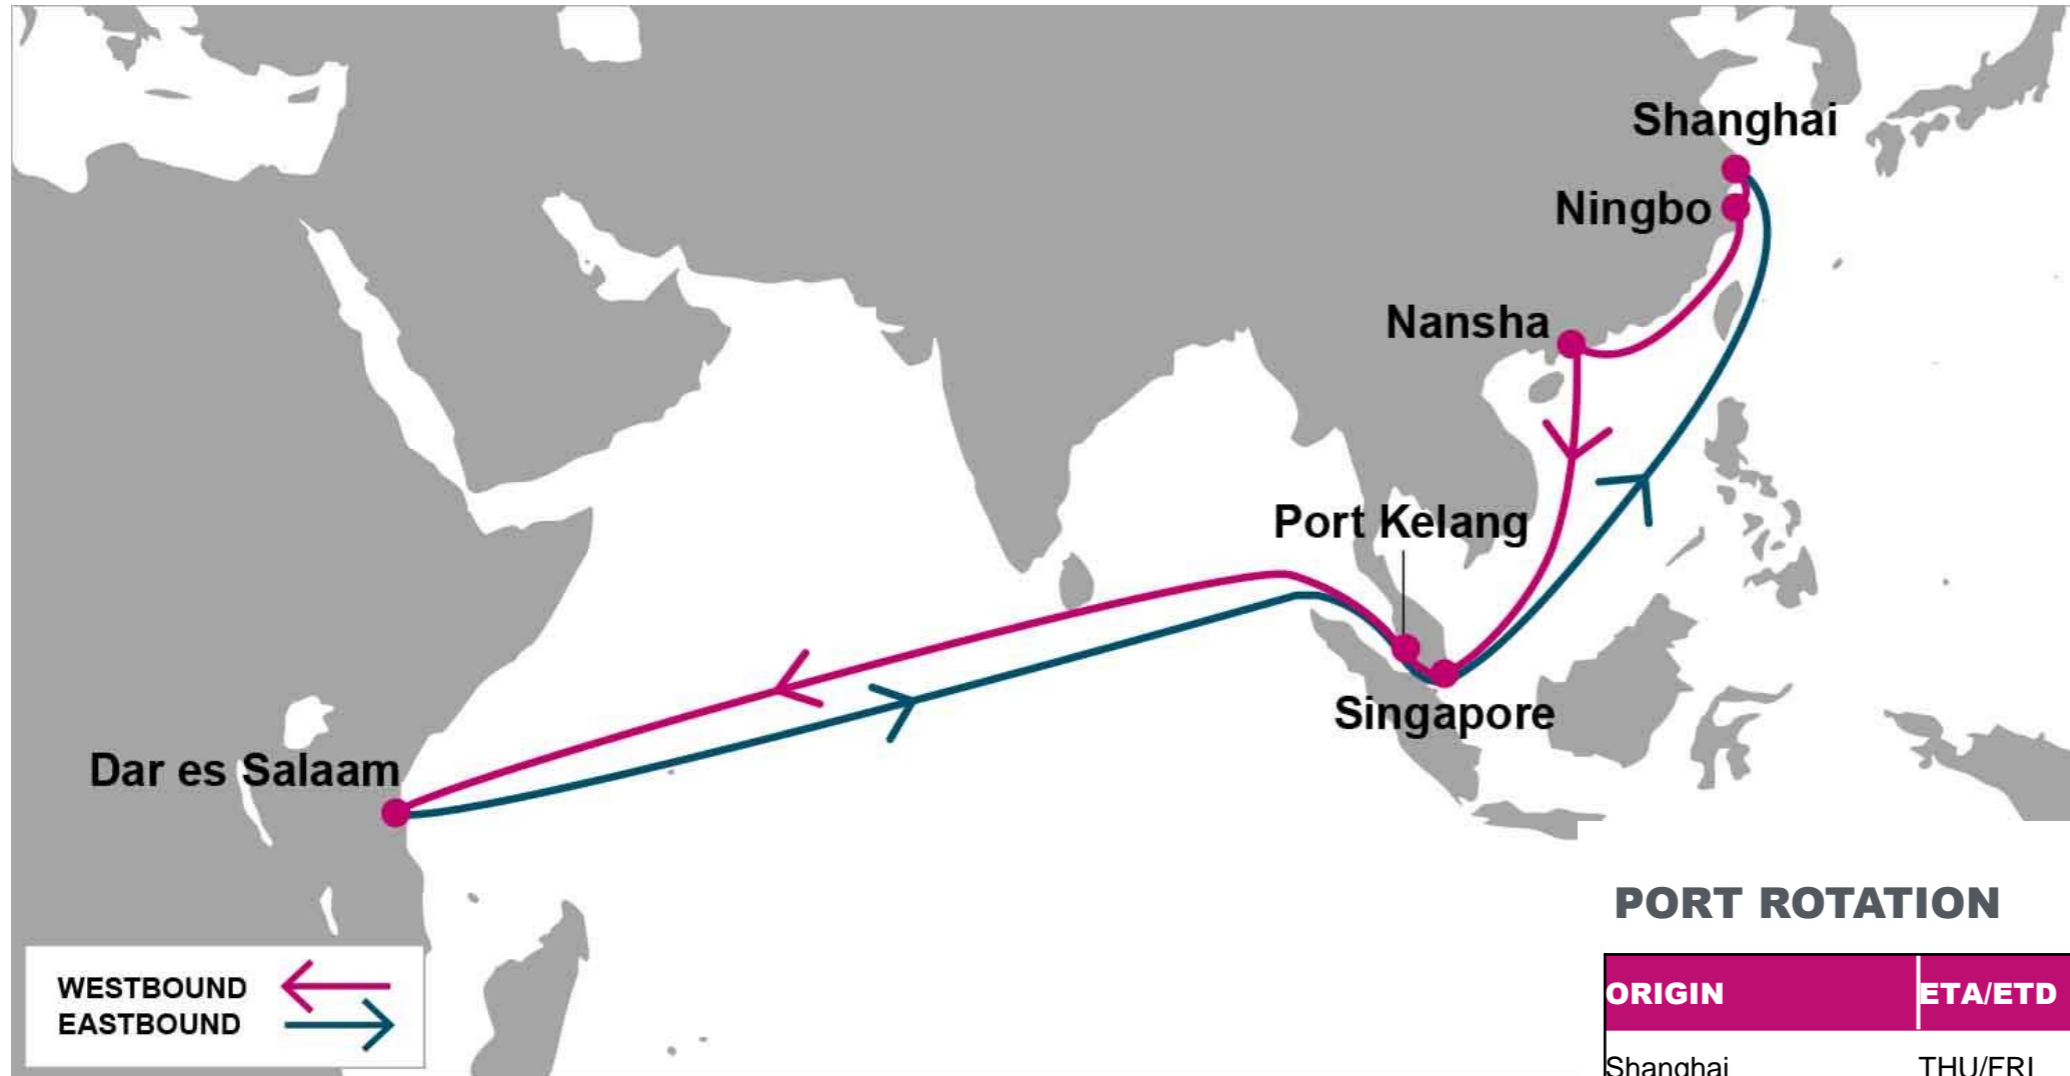 Shanghai
Ningbo
Nansha
Port Kelang
Singapore
Dar es Salaam
WESTBOUND
EASTBOUND
PORT ROTATION
ORIGIN ETA/ETD
Shanghai THU/FRI